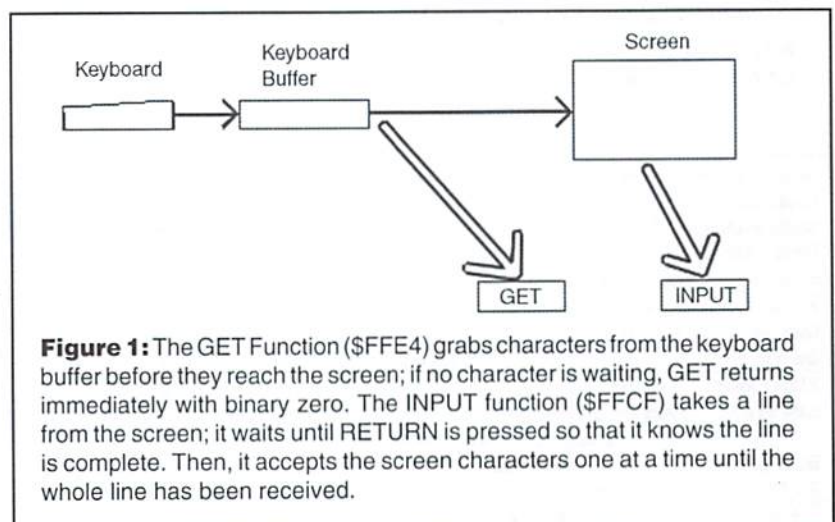 Keyboard
Keyboard
Buffer
Screen
GET
INPUT
Figure 1: The GET Function ($FFE4) grabs characters from the keyboard
buffer before they reach the screen; if no character is waiting, GET returns
immediately with binary zero. The INPUT function ($FFCF) takes a line
from the screen; it waits until RETURN is pressed so that it knows the line
is complete. Then, it accepts the screen characters one at a time until the
whole line has been received.